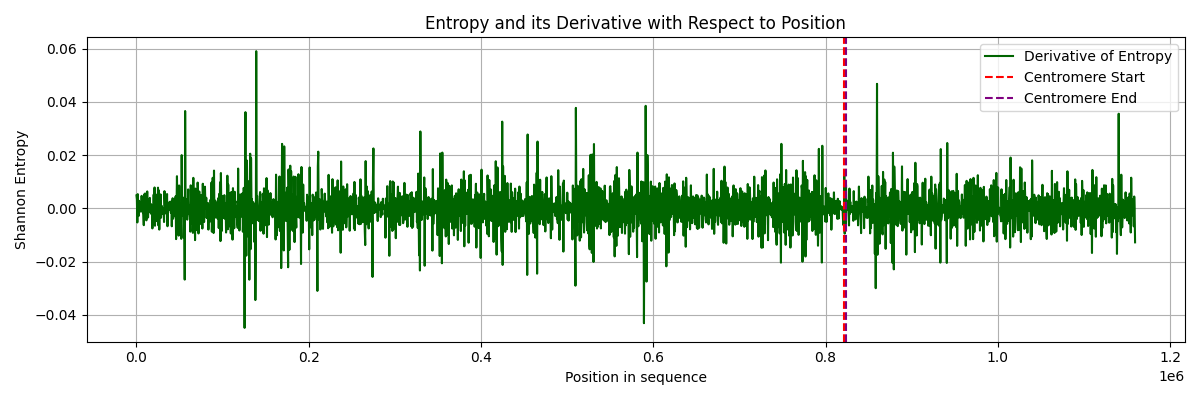 Entropy and its Derivative with Respect to Position
Shannon Entropy
0.06
0.04
0.02
0.00
−0.02
−0.04
Derivative of Entropy
Centromere Start
Centromere End
0.0 0.2 0.4 0.6 0.8 1.0 1.2
1e6
Position in sequence